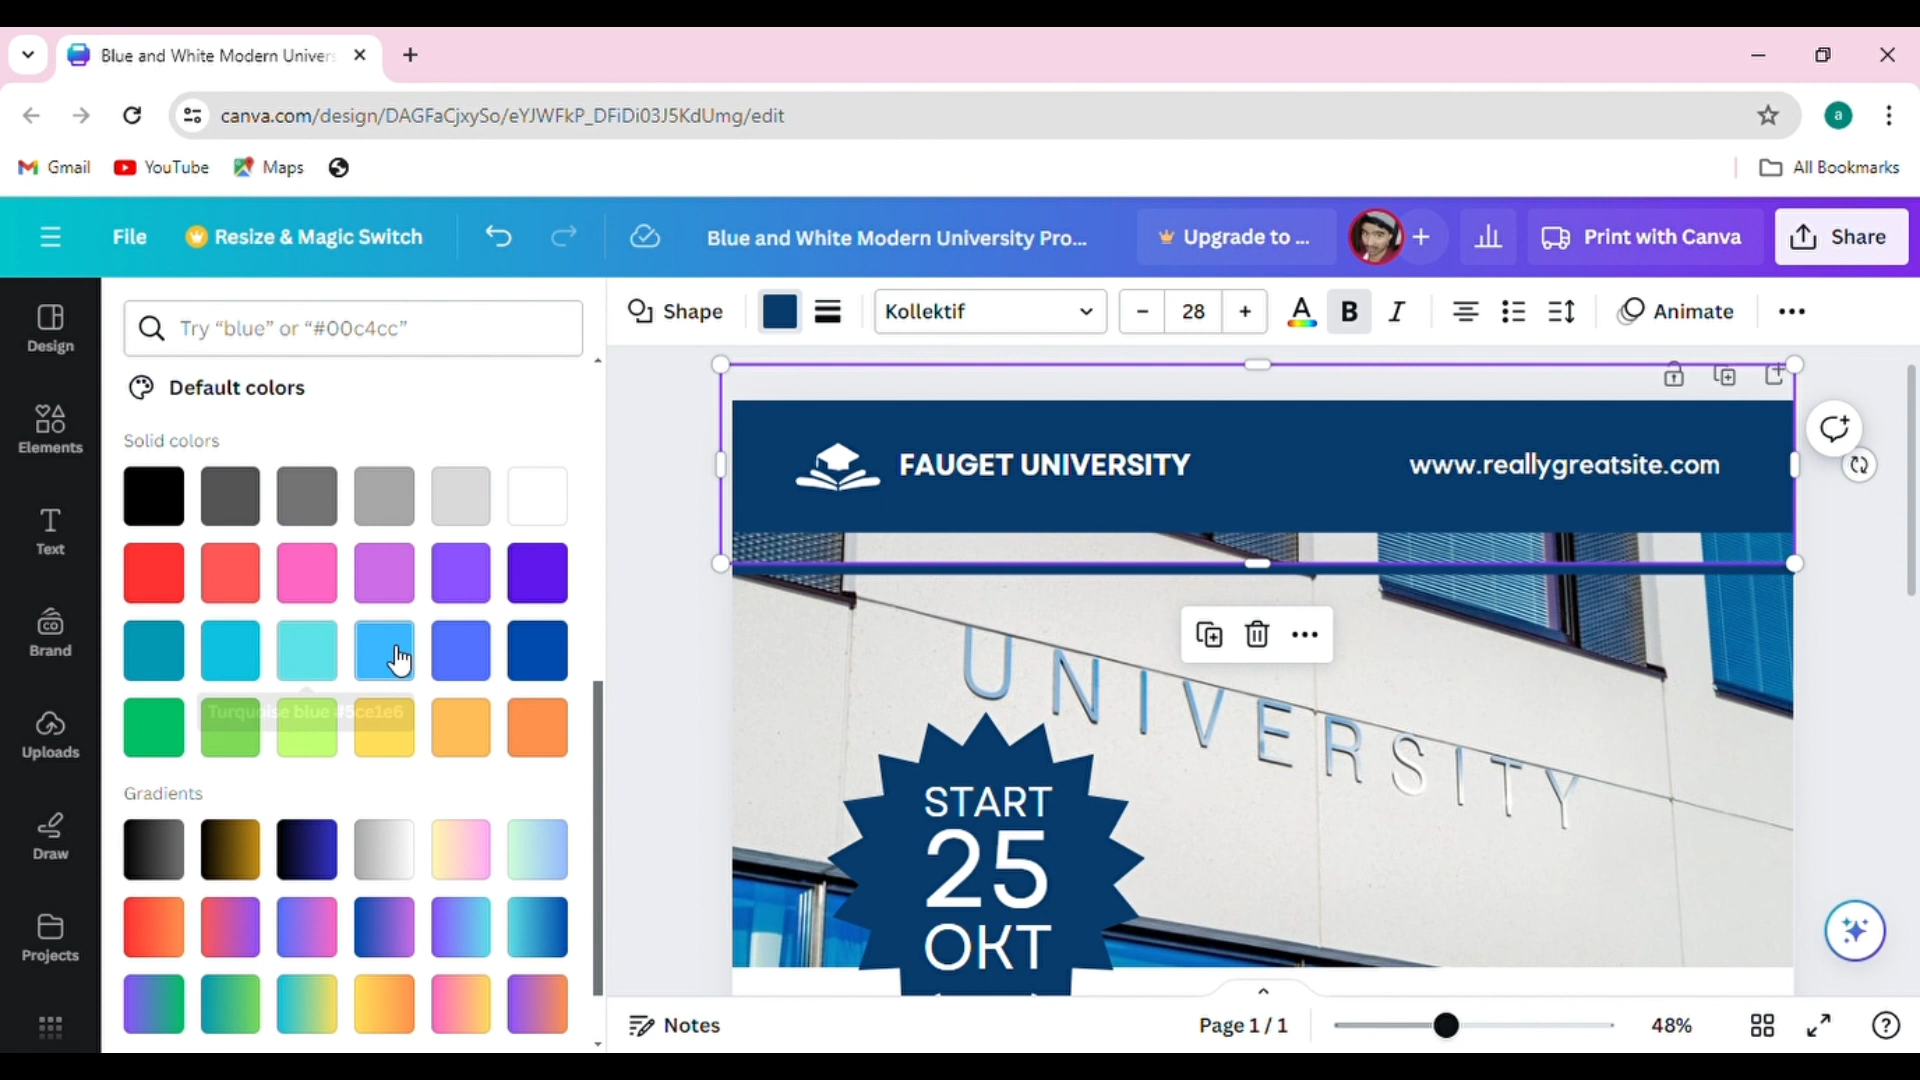 Blue and White Modern Univer
canva.com/design/DAGFaCjxySo/eYJWFkP_DFiDi03J5KdUmg/edit
a
Gmail
YouTube
Maps
All Bookmarks
File
Resize & Magic Switch
Blue and White Modern University Pro...
Upgrade to ...
Print with Canva
Share
Design
Elements
Text
Brand
Uploads
Draw
Projects
Try “blue” or “#00c4cc”
Default colors
Solid colors
Turquoise blue #5ce1e6
Gradients
Shape
Kollektif
28
A
B
I
Animate
FAUGET UNIVERSITY
www.reallygreatsite.com
UNIVERSITY
START
25
OKT
Notes
Page 1 / 1
48%